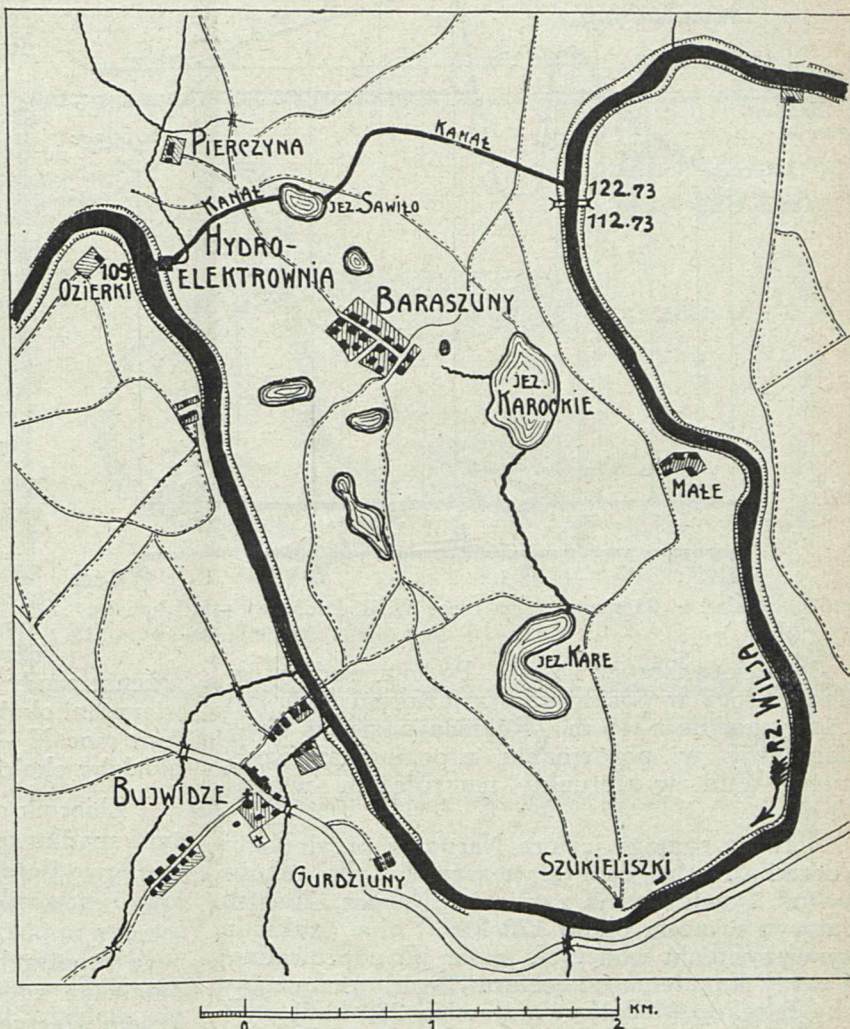 KANAŁ
PIERCZYNA
KANAŁ
JEZ. SAWIŁO
122.73
112.73
HYDRO-
ELEKTROWNIA
109
OZIERKI
BARASZUNY
JEZ.
KAROCKIE
MAŁE
JEZ. KARE
RZ. WILJA
BUJWIDZE
GURDZIUNY
SZUKIELISZKI
0 1 2 KM.